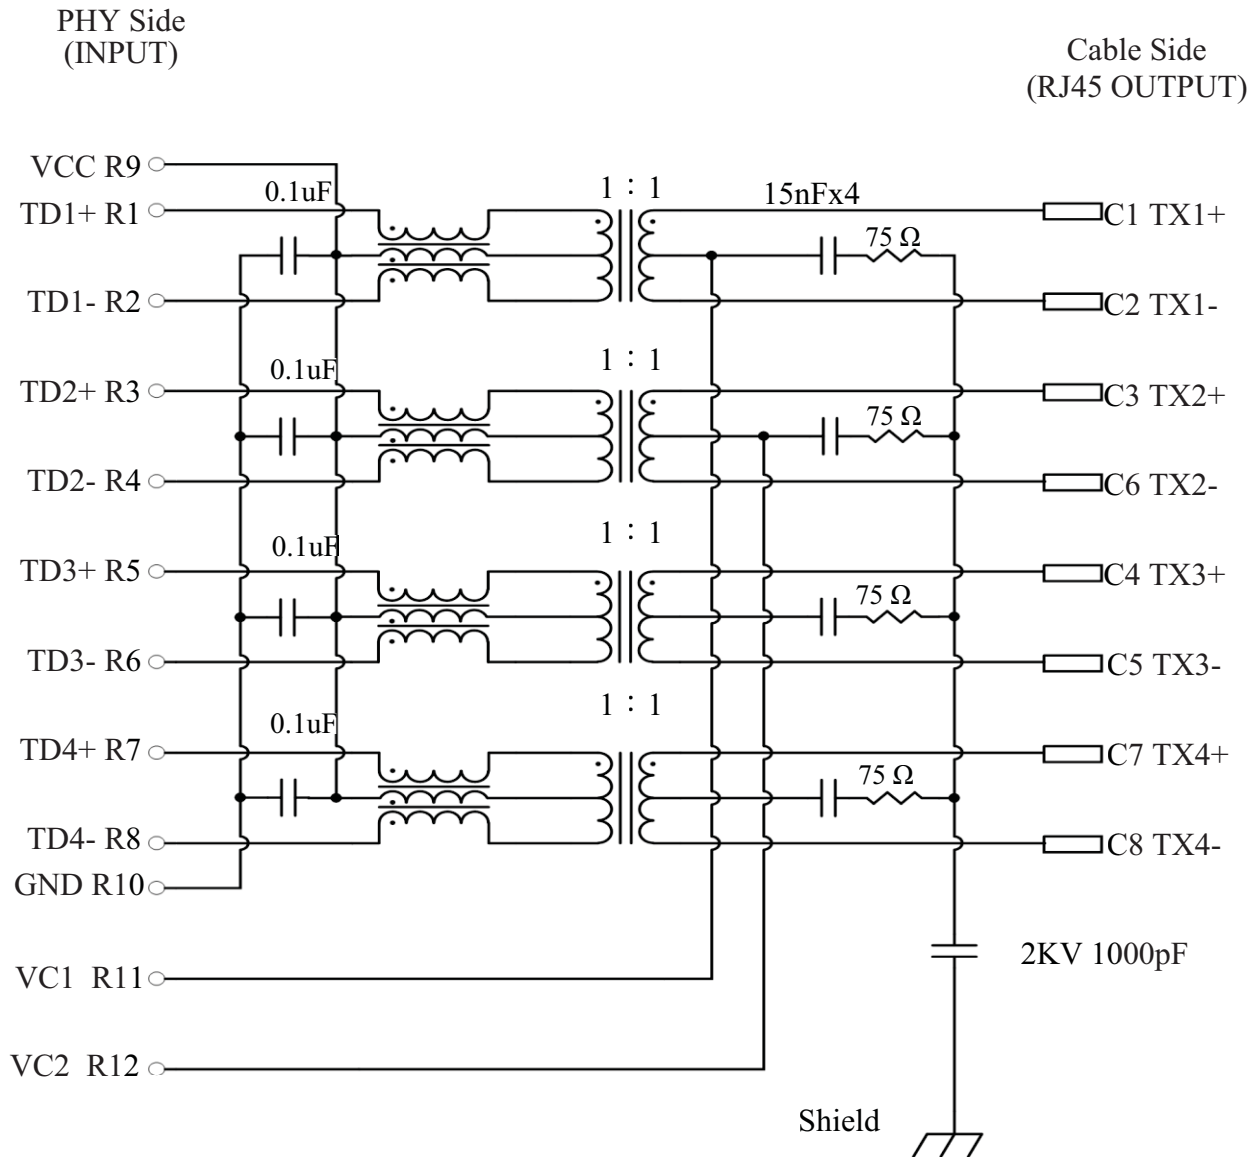 PHY Side
(INPUT)
Cable Side
(RJ45 OUTPUT)
VCC R9
0.1uF
1 : 1
15nFx4
TD1+ R1
75 Ω
C1 TX1+
TD1- R2
C2 TX1-
1 : 1
0.1uF
TD2+ R3
75 Ω
C3 TX2+
TD2- R4
C6 TX2-
1 : 1
0.1uF
TD3+ R5
75 Ω
C4 TX3+
TD3- R6
C5 TX3-
1 : 1
0.1uF
TD4+ R7
75 Ω
C7 TX4+
TD4- R8
C8 TX4-
GND R10
2KV 1000pF
VC1 R11
VC2 R12
Shield